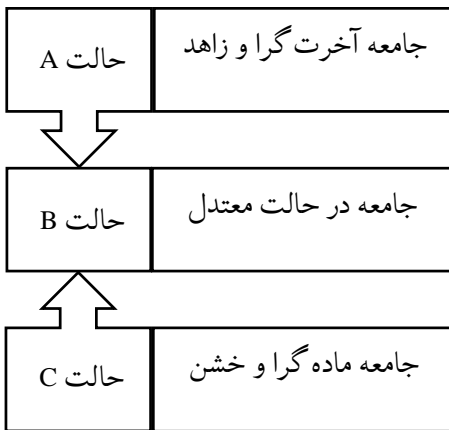 جامعه آخرت گرا و زاهد
حالت A
جامعه در حالت معتدل
حالت B
جامعه ماده گرا و خشن
حالت C